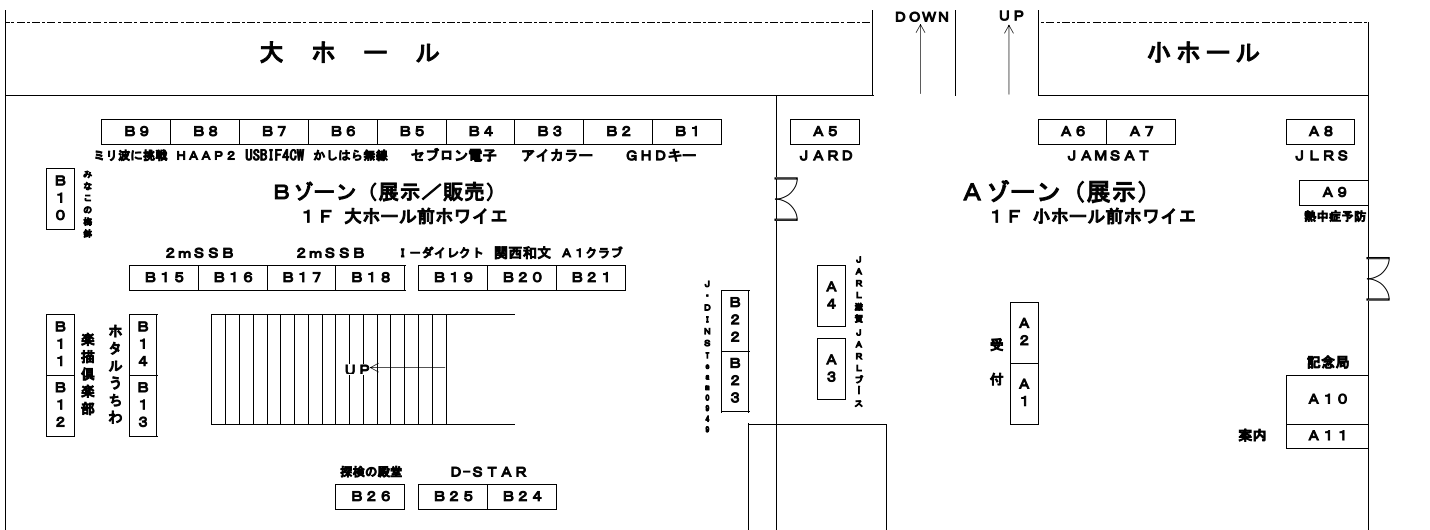 DOWN
UP
大ホール
小ホール
B9 B8 B7 B6 B5 B4 B3 B2 B1
ミリ波に挑戦 HAAP2 USBIF4CW かしはら無線 セブロン電子 アイカラー GHDキー
A5
JARD
A6 A7
JAMSAT
A8
JLRS
B10
みなこの梅鉢
Bゾーン(展示/販売)
1F 大ホール前ホワイエ
Aゾーン(展示)
1F 小ホール前ホワイエ
A9
熱中症予防
2mSSB 2mSSB I-ダイレクト 関西和文 A1クラブ
B15 B16 B17 B18 B19 B20 B21
B11
B12
楽描倶楽部
ホタルうちわ
B14
B13
UP
B22
B23
A4
A3
JARL滋賀
JARLブース
受付
A2
A1
記念局
A10
案内
A11
探検の殿堂
B26
D-STAR
B25 B24